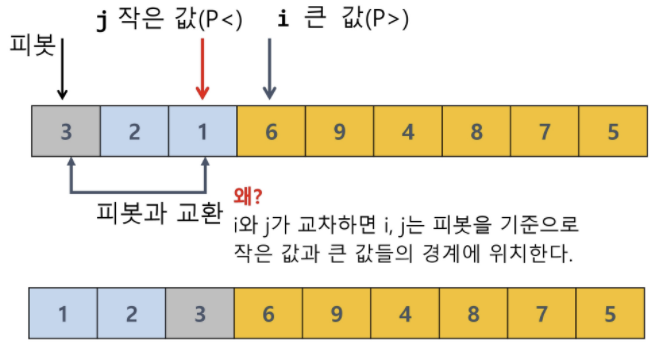 j 작은 값(P<) i 큰 값(P>)
피봇
3 2 1 6 9 4 8 7 5
왜?
피봇과 교환
i와 j가 교차하면 i, j는 피봇을 기준으로
작은 값과 큰 값들의 경계에 위치한다.
1 2 3 6 9 4 8 7 5